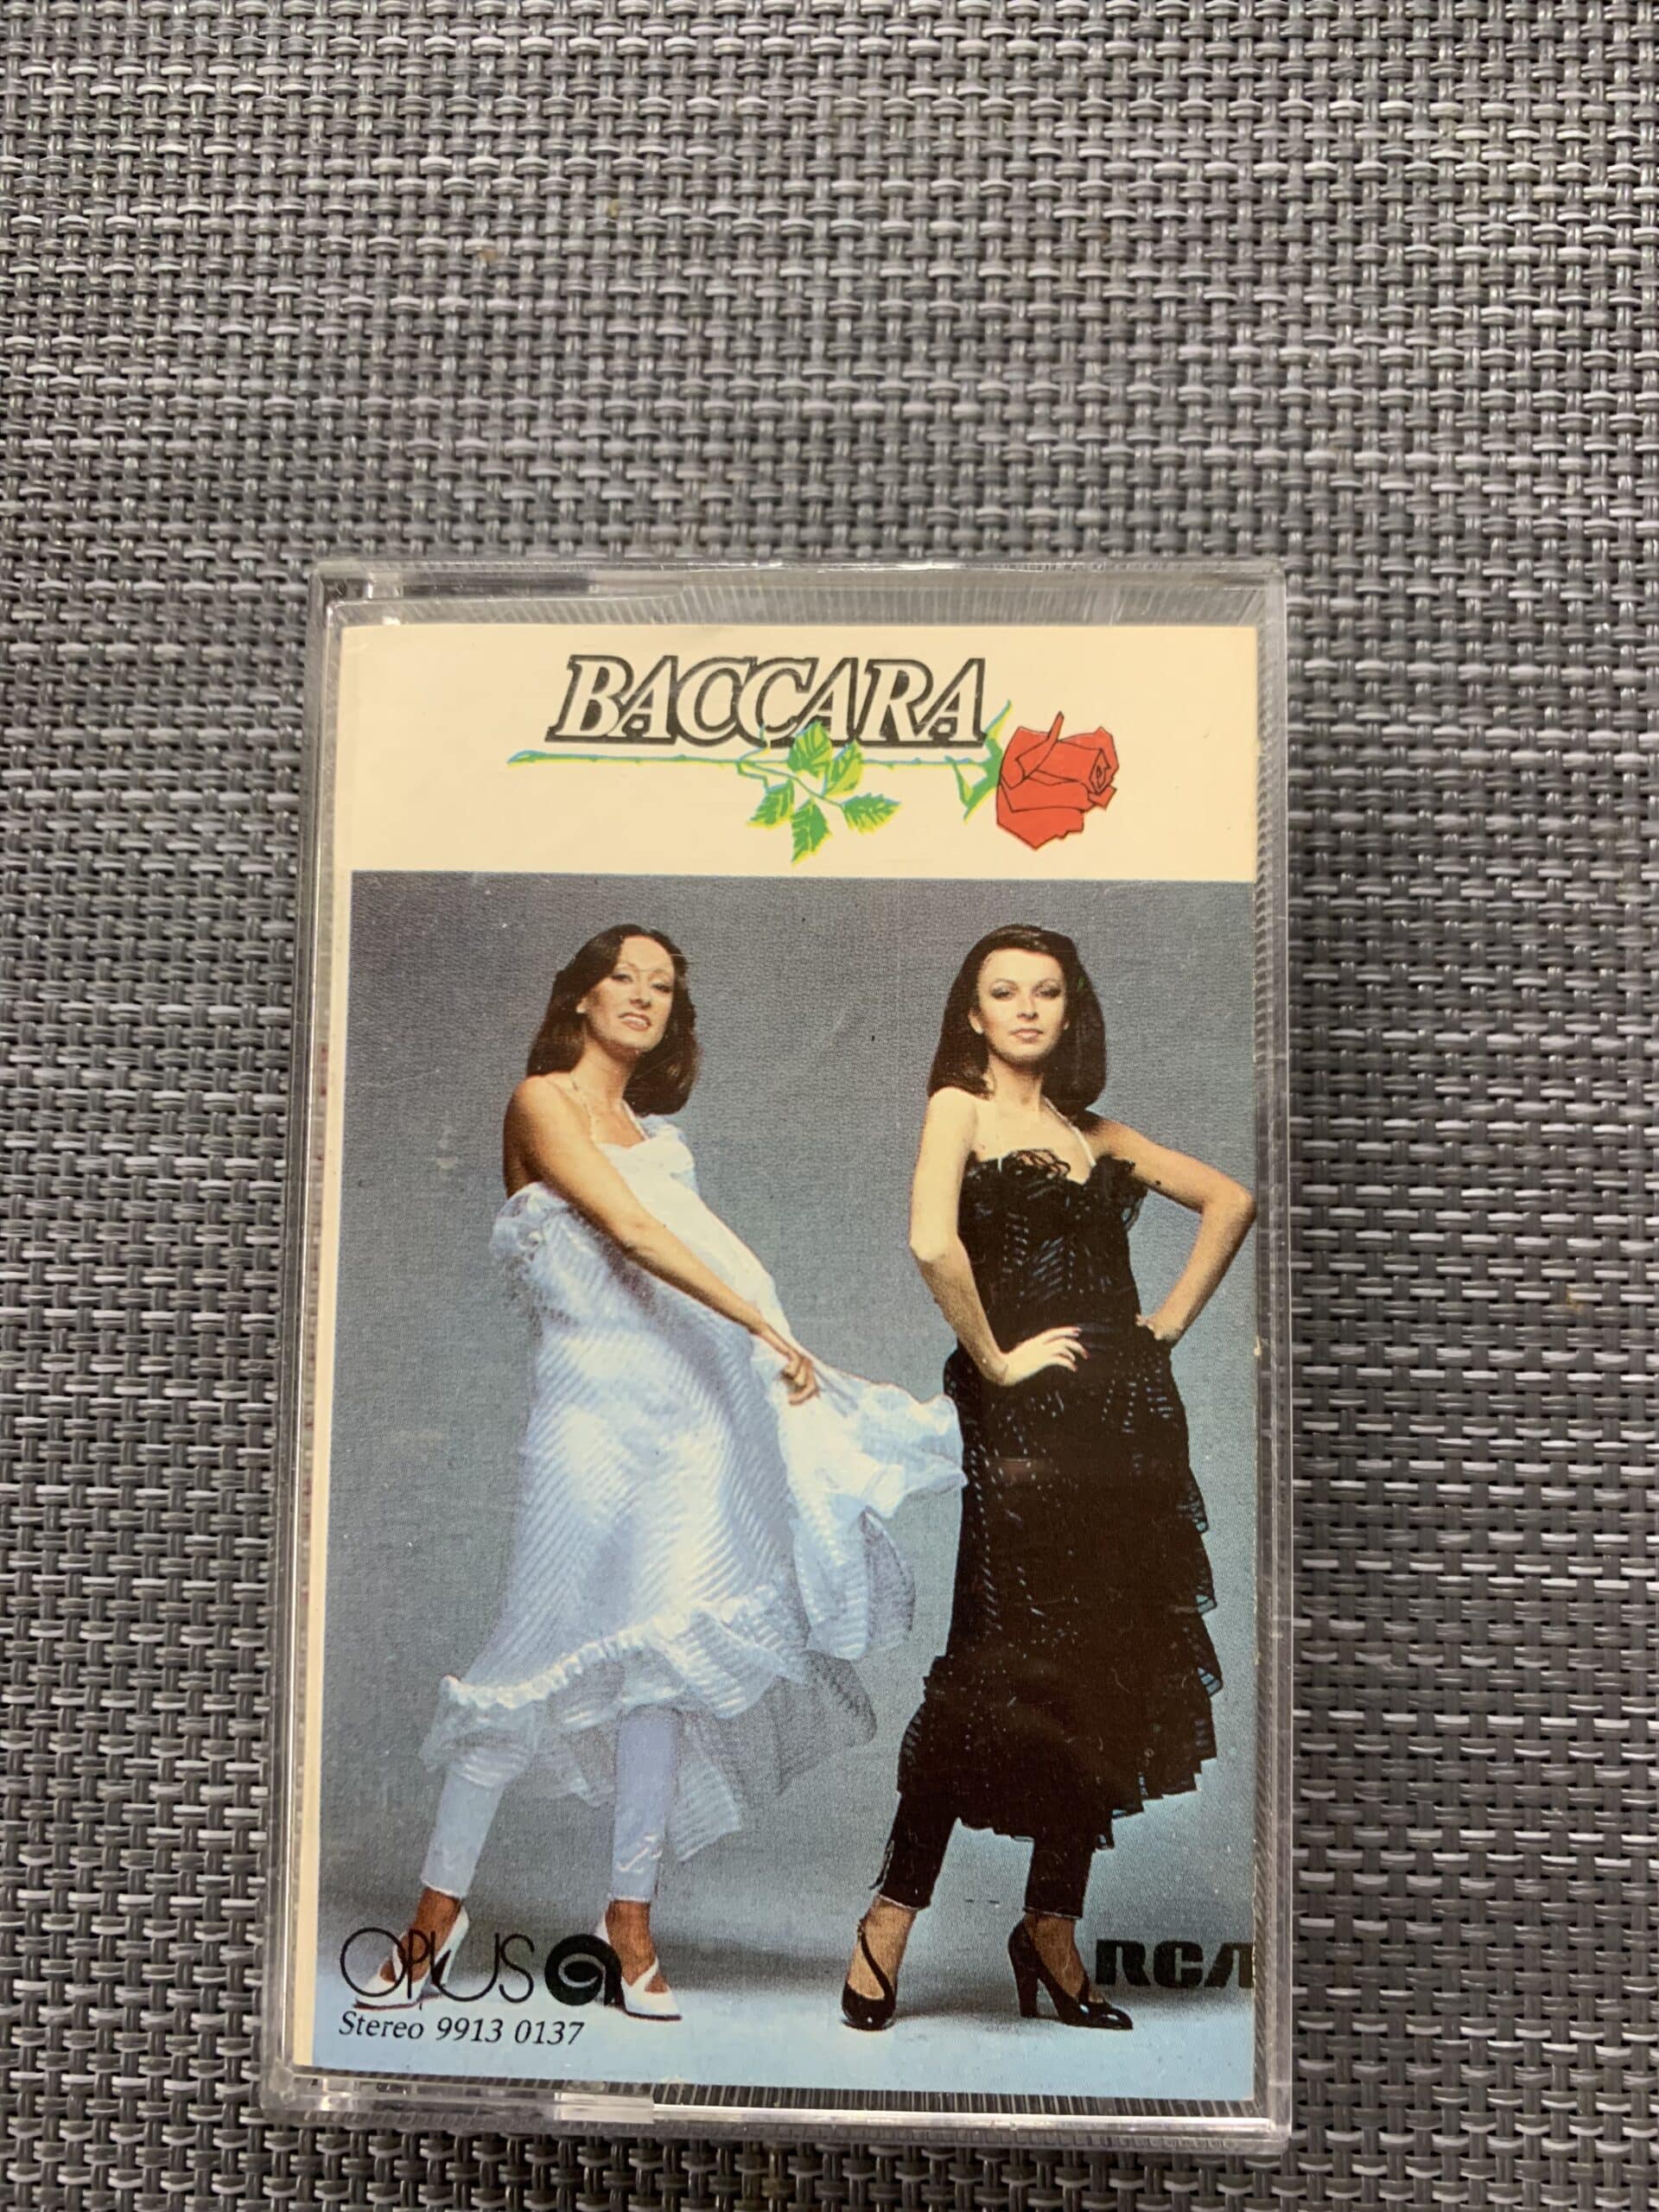 BACCARA
OPUS
RCA
Stereo 9913 0137